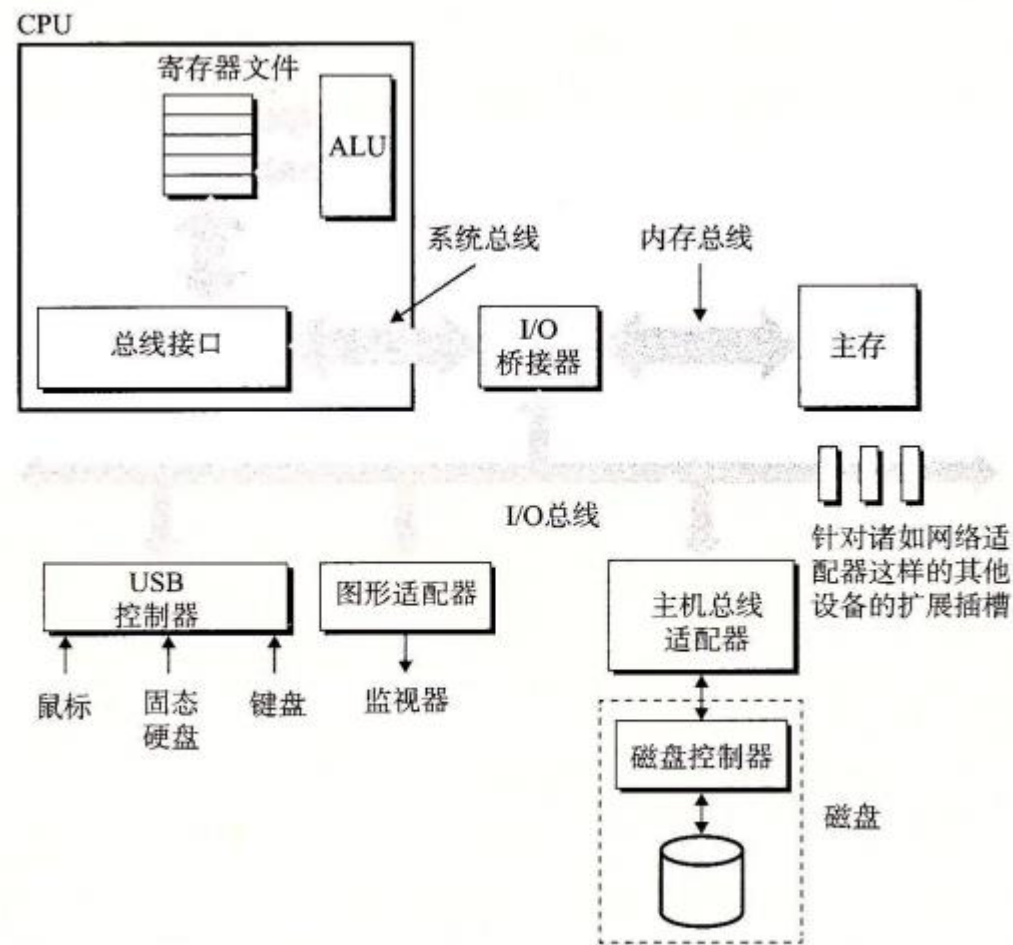 CPU
寄存器文件
ALU
系统总线
内存总线
总线接口
I/O
桥接器
主存
I/O总线
针对诸如网络适
配器这样的其他
设备的扩展插槽
USB
控制器
图形适配器
主机总线
适配器
鼠标
固态
硬盘
键盘
监视器
磁盘控制器
磁盘